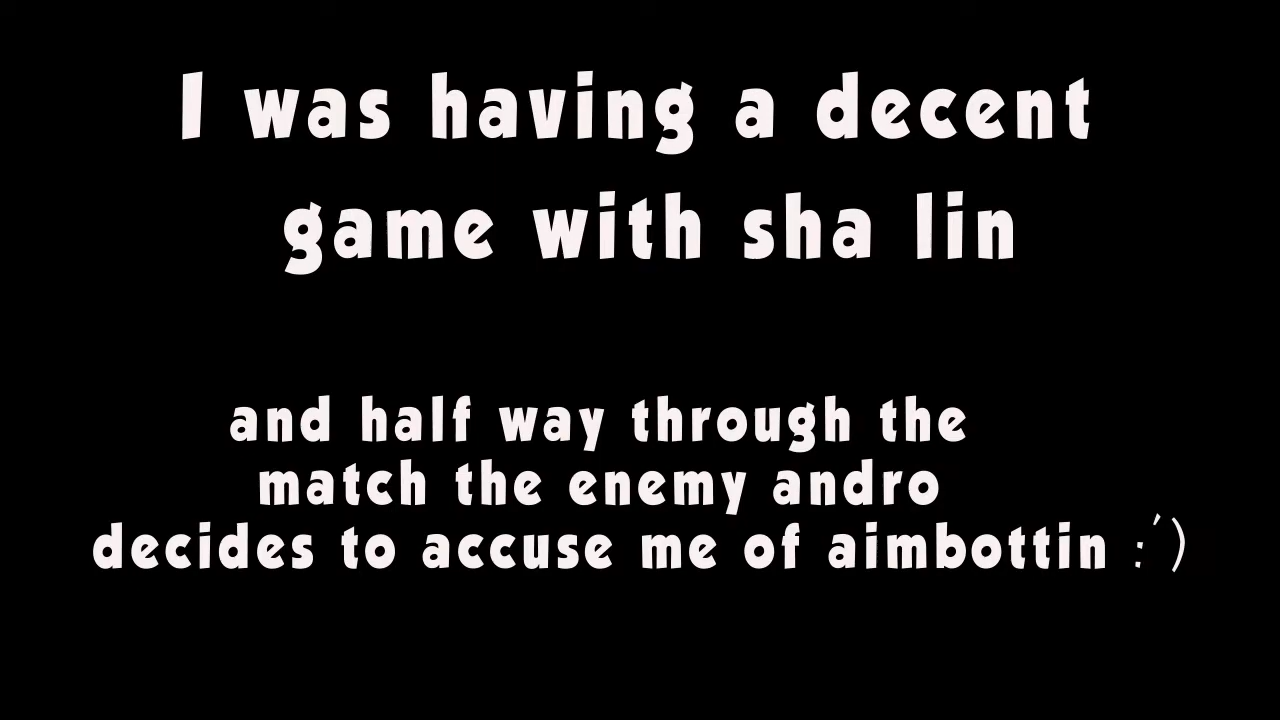 I was having a decent
game with sha lin
and half way through the
match the enemy andro
decides to accuse me of aimbottin :')